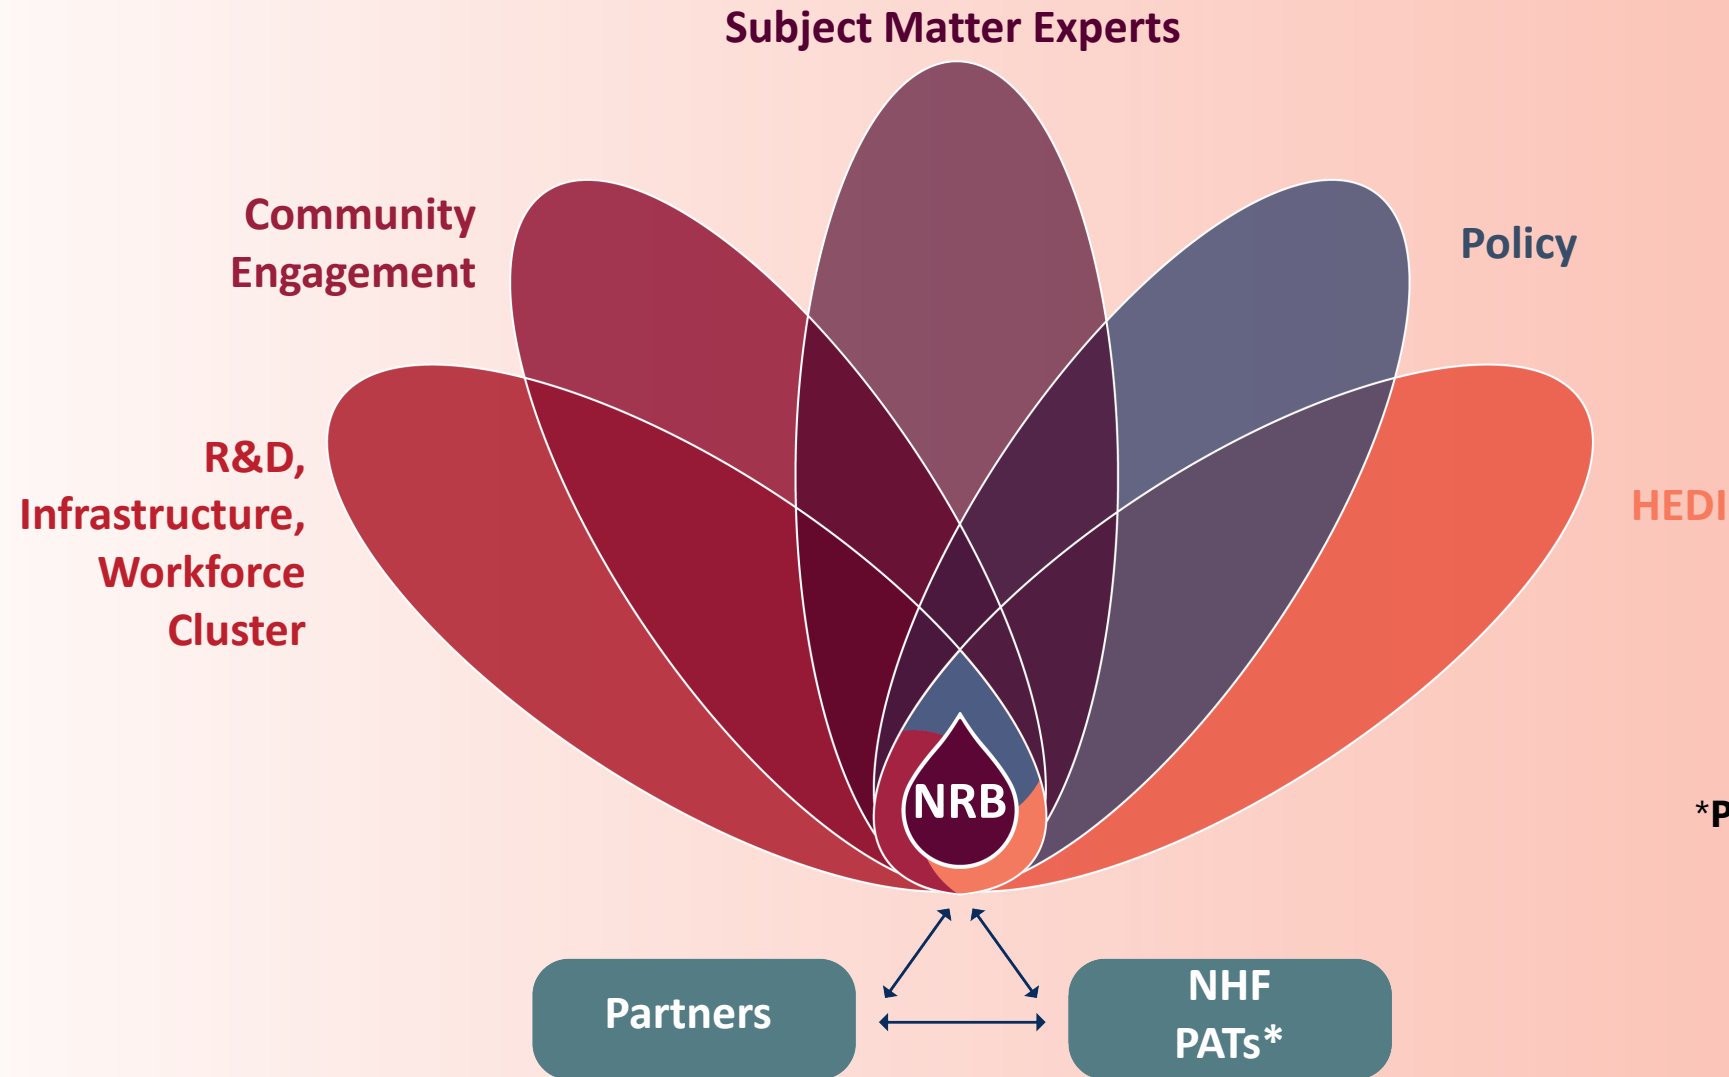 Subject Matter Experts
Community
Engagement
Policy
R&D,
Infrastructure,
Workforce
Cluster
HEDI
NRB
*P
Partners
NHF
PATs*